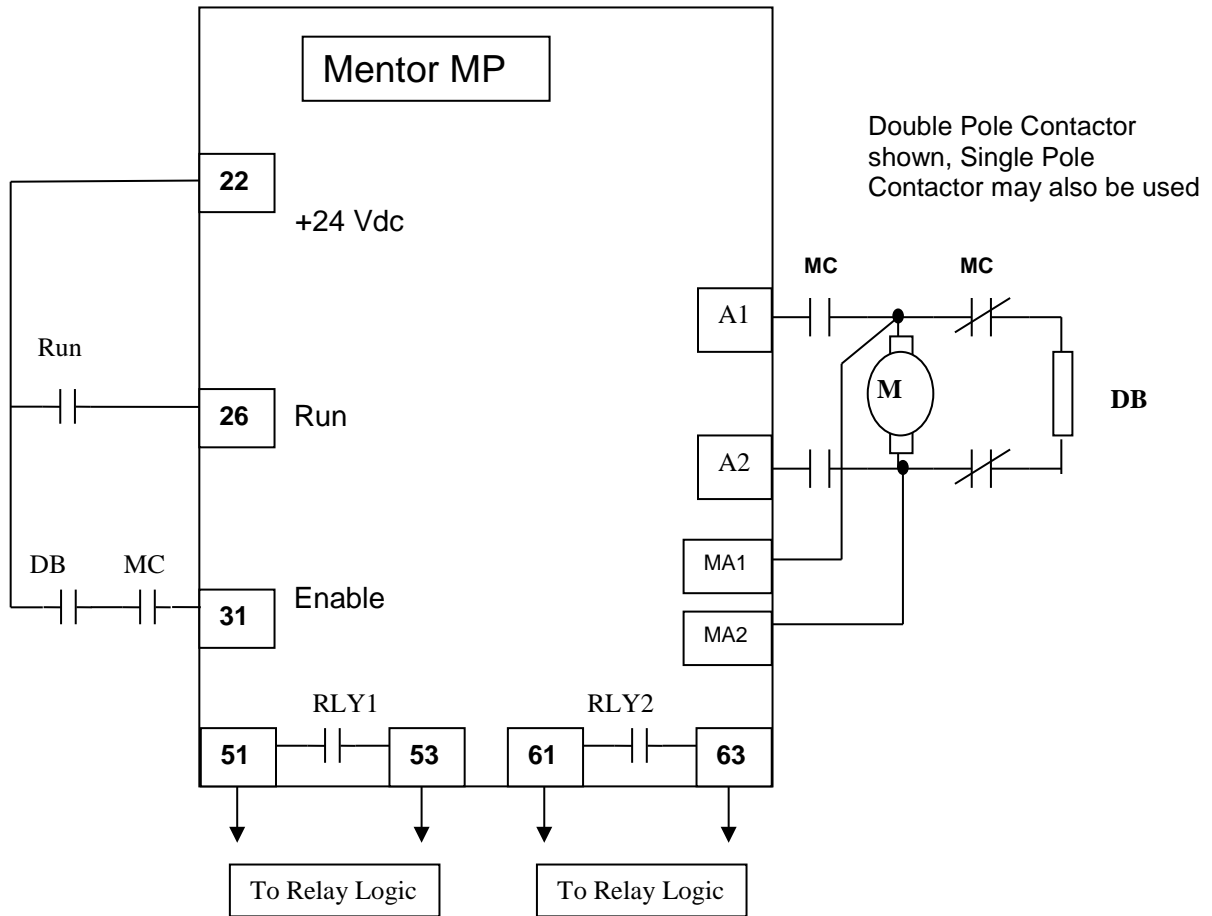 Mentor MP
Double Pole Contactor
shown, Single Pole
Contactor may also be used
22
+24 Vdc
MC
MC
A1
Run
26
Run
M
DB
A2
DB
MC
MA1
31
Enable
MA2
RLY1
RLY2
51
53
61
63
To Relay Logic
To Relay Logic